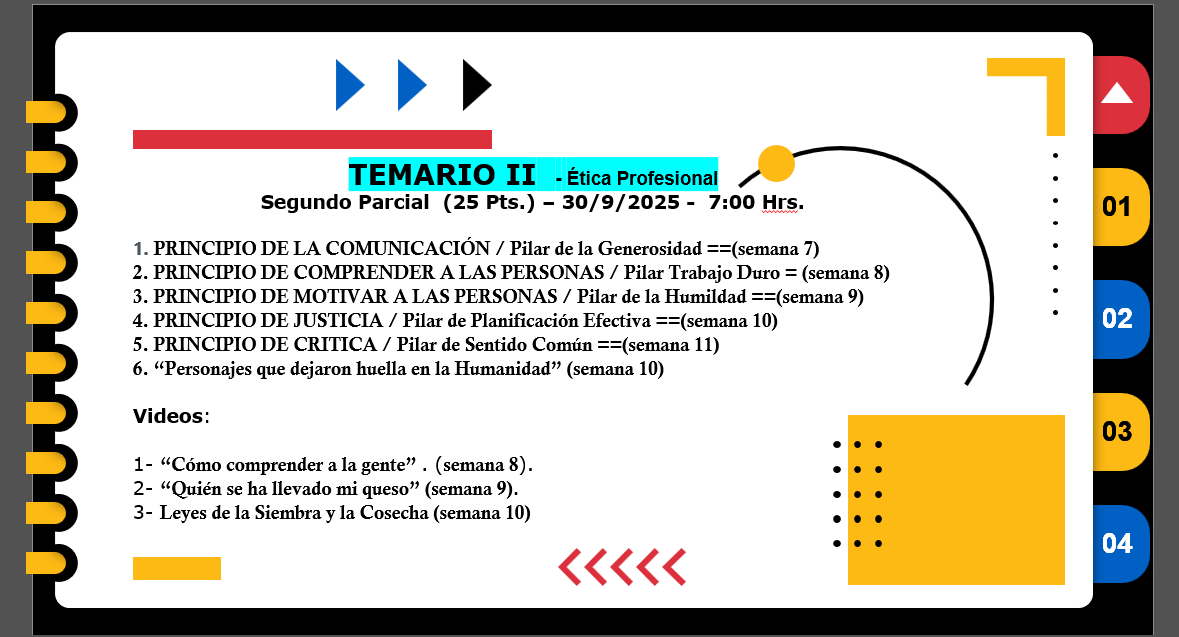 TEMARIO II - Ética Profesional
Segundo Parcial (25 Pts.) – 30/9/2025 - 7:00 Hrs.
1. PRINCIPIO DE LA COMUNICACIÓN / Pilar de la Generosidad ==(semana 7)
2. PRINCIPIO DE COMPRENDER A LAS PERSONAS / Pilar Trabajo Duro = (semana 8)
3. PRINCIPIO DE MOTIVAR A LAS PERSONAS / Pilar de la Humildad ==(semana 9)
4. PRINCIPIO DE JUSTICIA / Pilar de Planificación Efectiva ==(semana 10)
5. PRINCIPIO DE CRITICA / Pilar de Sentido Común ==(semana 11)
6. “Personajes que dejaron huella en la Humanidad” (semana 10)
Videos:
1- “Cómo comprender a la gente” . (semana 8).
2- “Quién se ha llevado mi queso” (semana 9).
3- Leyes de la Siembra y la Cosecha (semana 10)
01
02
03
04